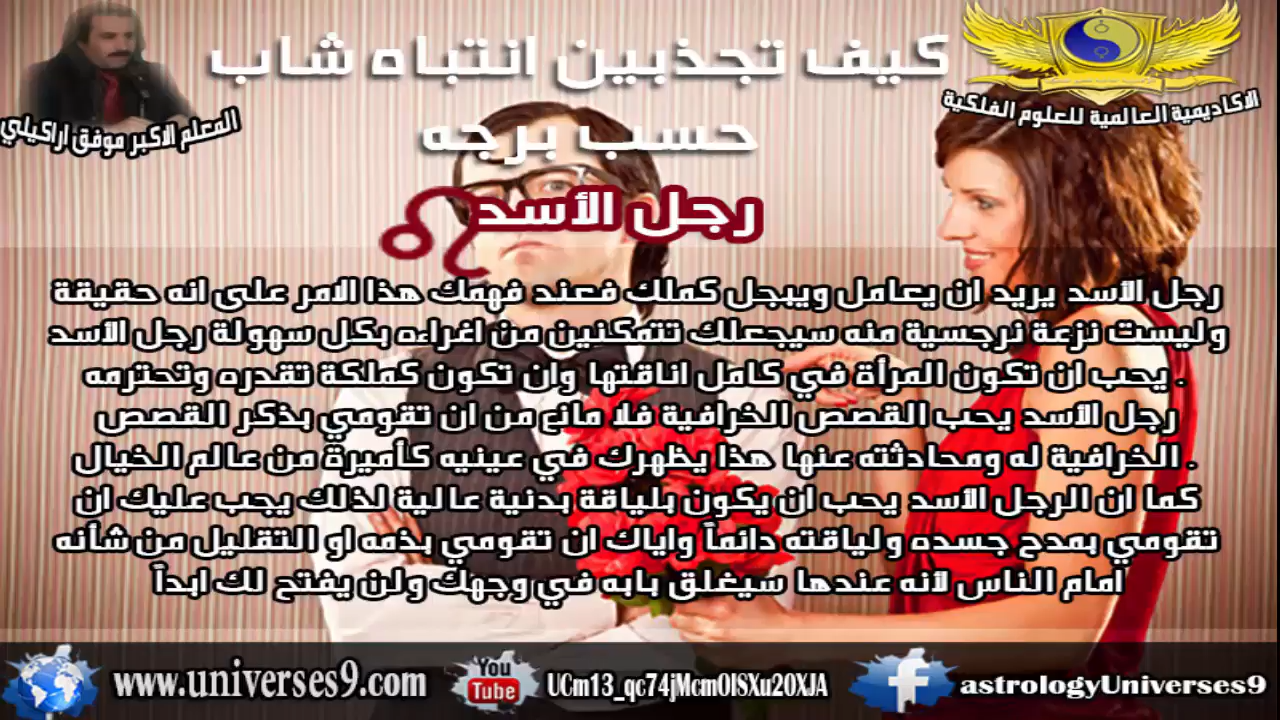 كيف تجذبين انتباه شاب
حسب برجه
رجل الأسد
الاكاديمية العالمية للعلوم الفلكية
المعلم الاكبر موفق اراكيلي
رجل الأسد يريد ان يعامل ويبجل كملك فعند فهمك هذا الامر على انه حقيقة
وليست نزعة نرجسية منه سيجعلك تتمكنين من اغراءه بكل سهولة رجل الأسد
. يحب ان تكون المرأة في كامل اناقتها وان تكون كملكة تقدره وتحترمه
رجل الأسد يحب القصص الخرافية فلا مانع من ان تقومي بذكر القصص
. الخرافية له ومحادثته عنها هذا يظهرك في عينيه كأميرة من عالم الخيال
كما ان الرجل الأسد يحب ان يكون بلياقة بدنية عالية لذلك يجب عليك ان
تقومي بمدح جسده ولياقته دائماً واياك ان تقومي بذمه او التقليل من شأنه
امام الناس لأنه عندها سيغلق بابه في وجهك ولن يفتح لك ابداً
www.universes9.com
You Tube
UCm13_qc74jMcmOlSXu20XJA
f astrologyUniverses9